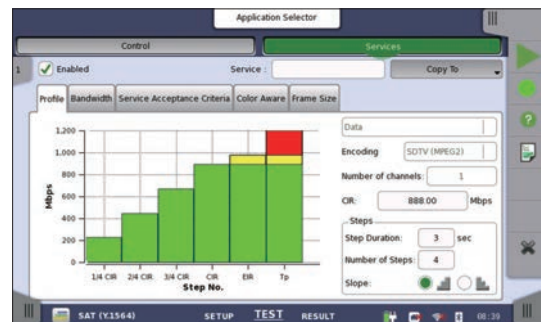 Application Selector
Control
Services
1
Enabled
Service :
Copy To
Profile
Bandwidth
Service Acceptance Criteria
Color Aware
Frame Size
Mbps
1.200
1.000
800
600
400
200
1/4 CIR
2/4 CIR
3/4 CIR
CIR
EIR
Tp
Step No.
Data
Encoding
SDTV (MPEG2)
Number of channels:
1
CIR:
888.00
Mbps
Steps
Step Duration:
3
sec
Number of Steps:
4
Slope:
SAT (Y.1564)
SETUP
TEST
RESULT
08:39